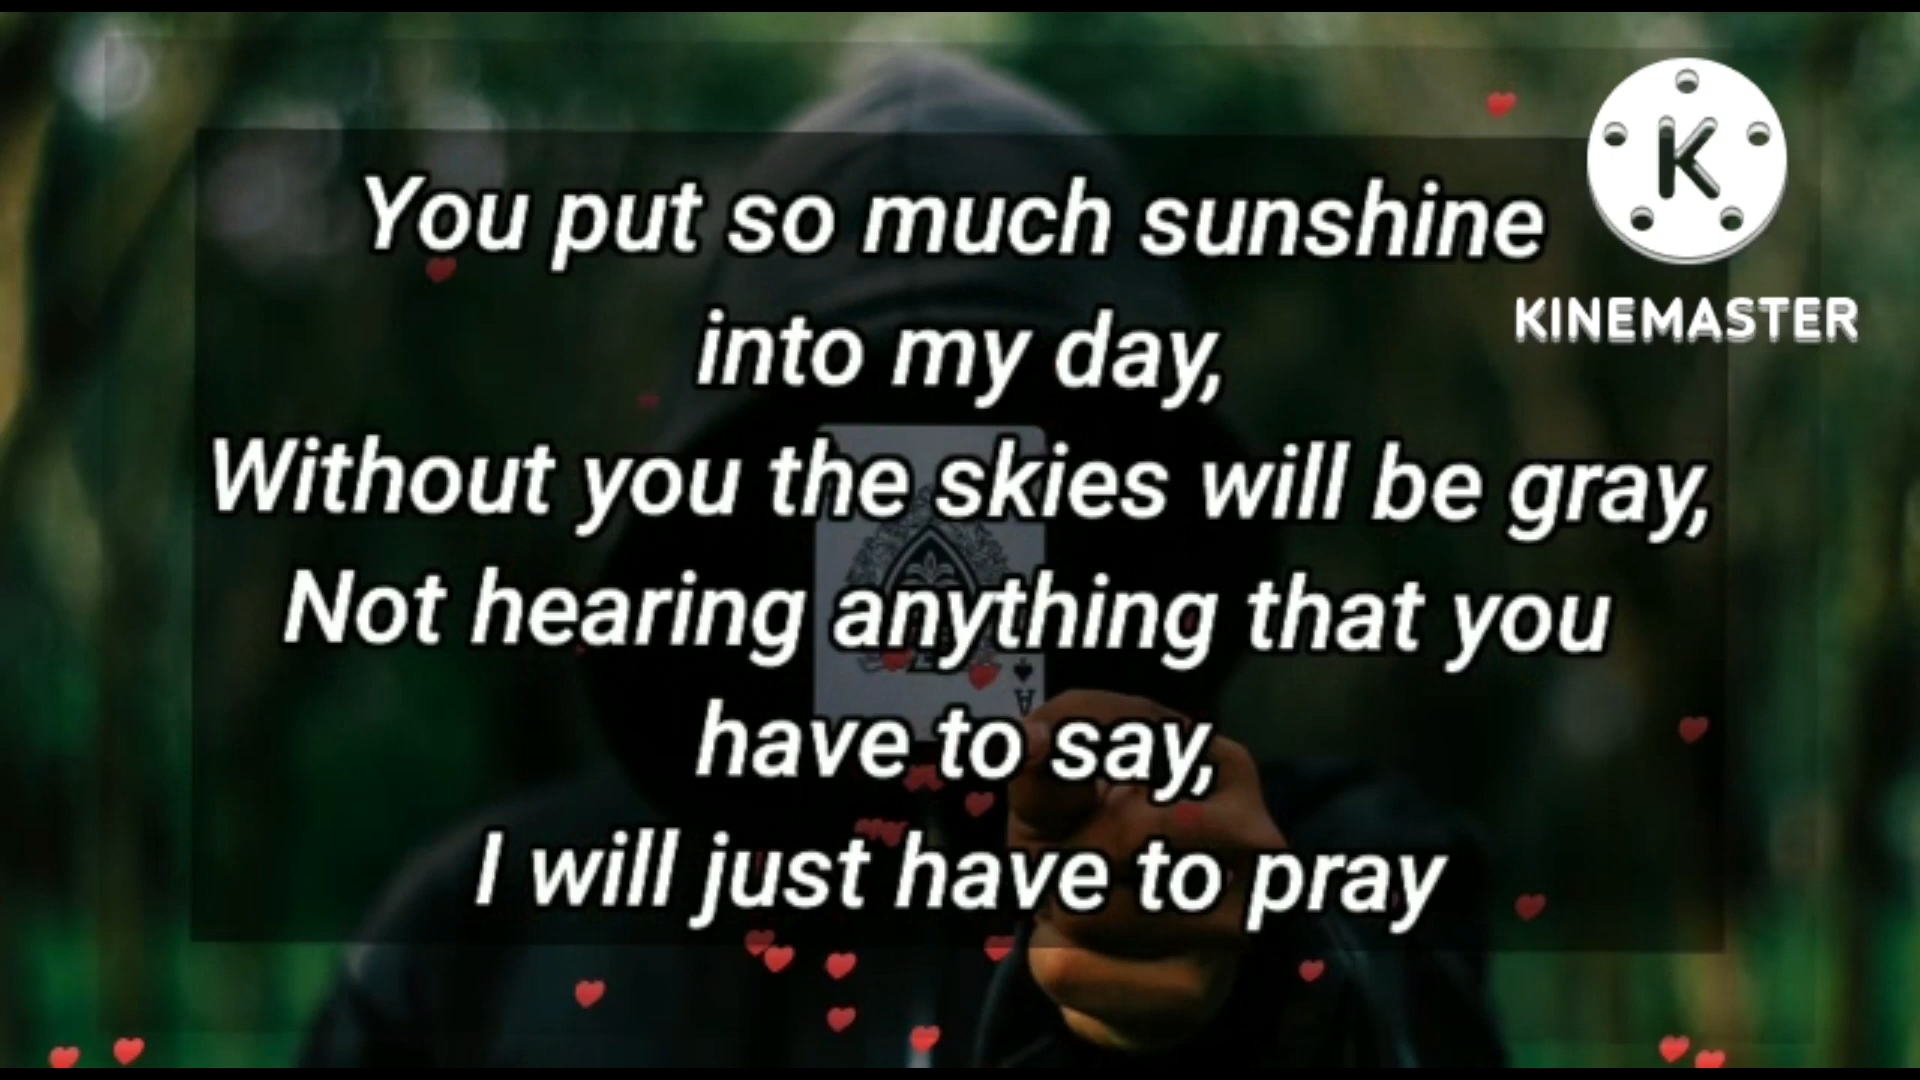 You put so much sunshine
into my day,
Without you the skies will be gray,
Not hearing anything that you
have to say,
I will just have to pray
K
KINEMASTER
A